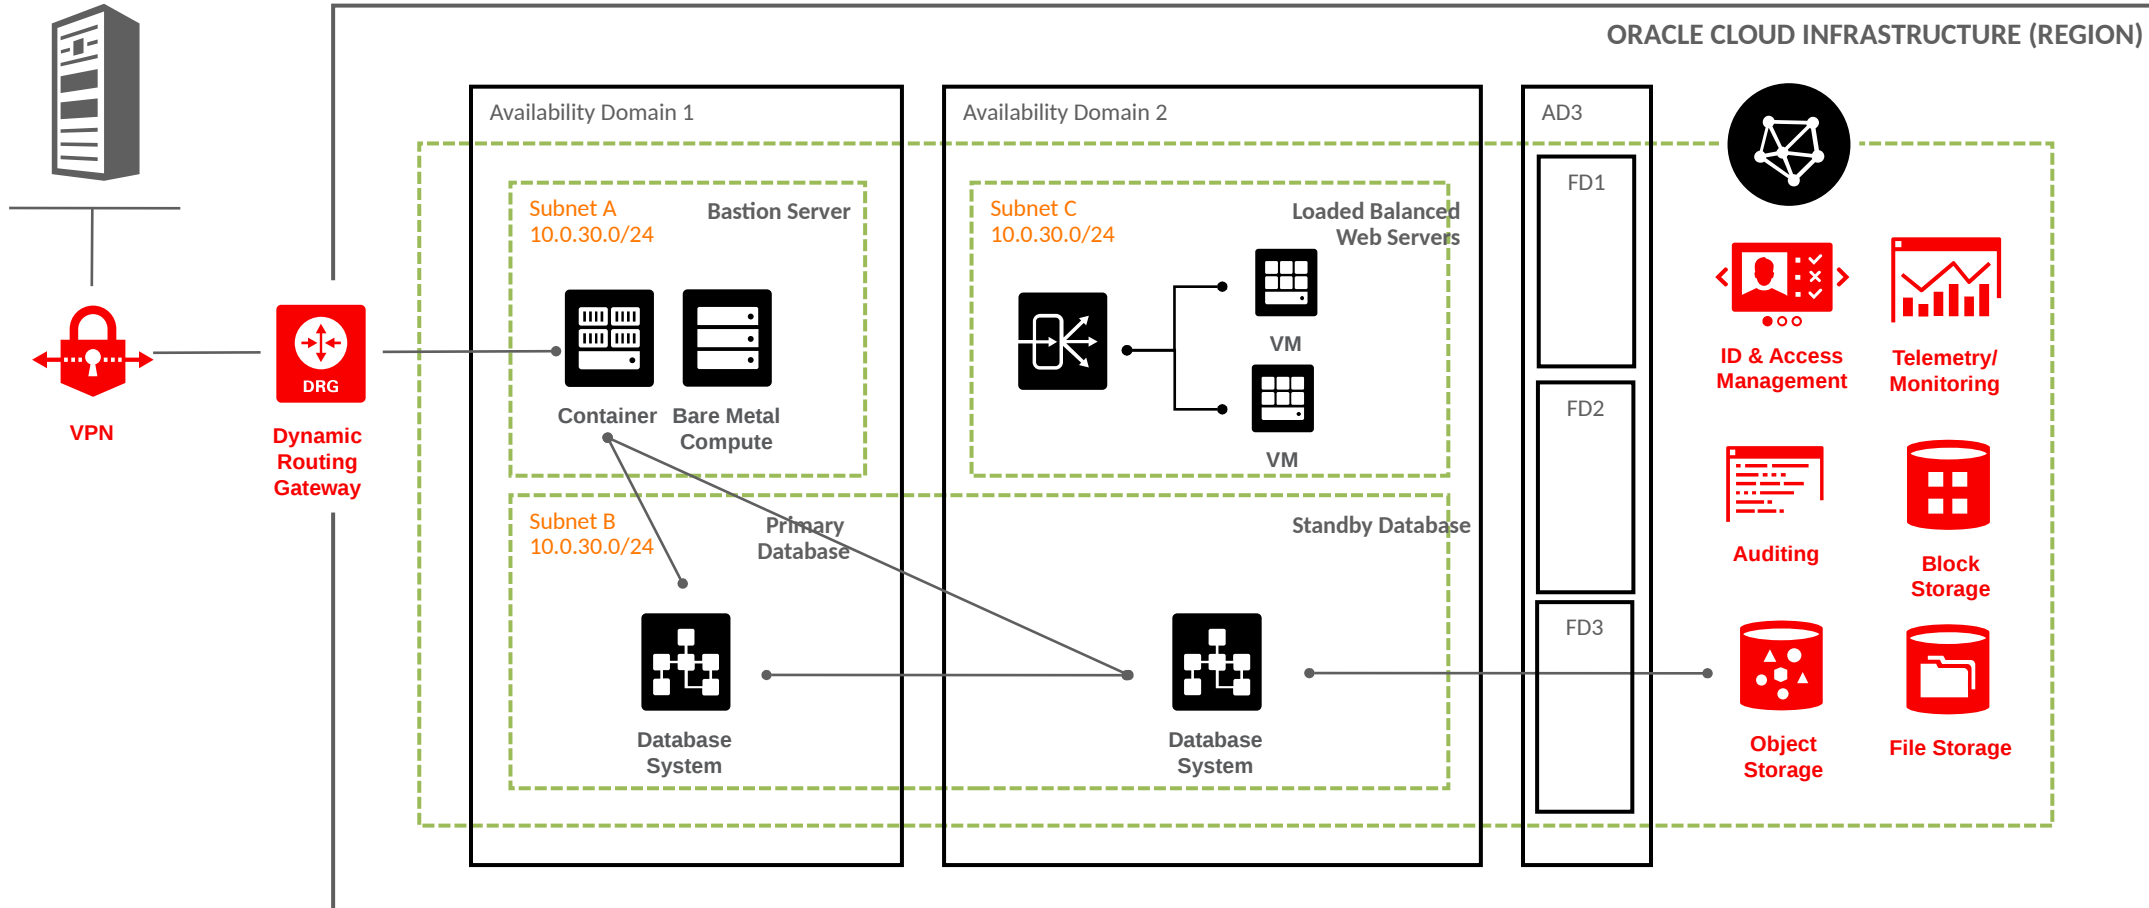 ORACLE CLOUD INFRASTRUCTURE (REGION)
Availability Domain 1
Availability Domain 2
AD3
Subnet A
10.0.30.0/24
Bastion Server
Subnet C
10.0.30.0/24
Loaded Balanced
Web Servers
FD1
DRG
VPN
Dynamic
Routing
Gateway
Container
Bare Metal
Compute
VM
VM
FD2
ID & Access
Management
Telemetry/
Monitoring
Subnet B
10.0.30.0/24
Primary
Database
Standby Database
Auditing
Block
Storage
FD3
Database
System
Database
System
Object
Storage
File Storage